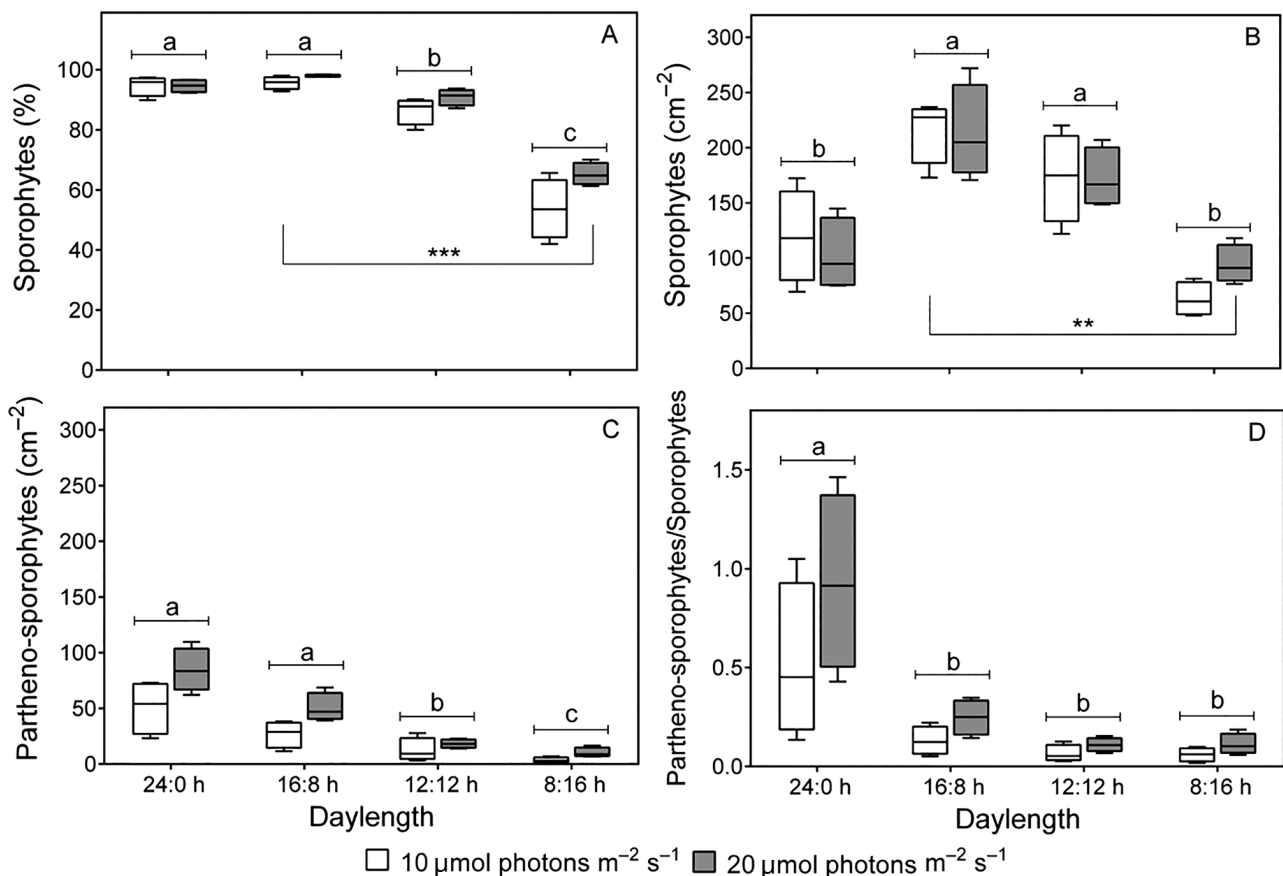 A
Sporophytes (%)
100
80
60
40
20
0
a
a
b
c
***
B
Sporophytes (cm⁻²)
300
250
200
150
100
50
0
b
a
a
b
**
C
Partheno-sporophytes (cm⁻²)
300
250
200
150
100
50
0
a
a
b
c
24:0 h
16:8 h
12:12 h
8:16 h
Daylength
D
Partheno-sporophytes/Sporophytes
1.5
1.0
0.5
0.0
a
b
b
b
24:0 h
16:8 h
12:12 h
8:16 h
Daylength
10 µmol photons m⁻² s⁻¹
20 µmol photons m⁻² s⁻¹